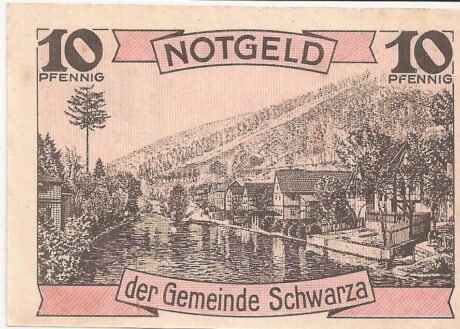 10 NOTGELD 10
PFENNIG PFENNIG
der Gemeinde Schwarza